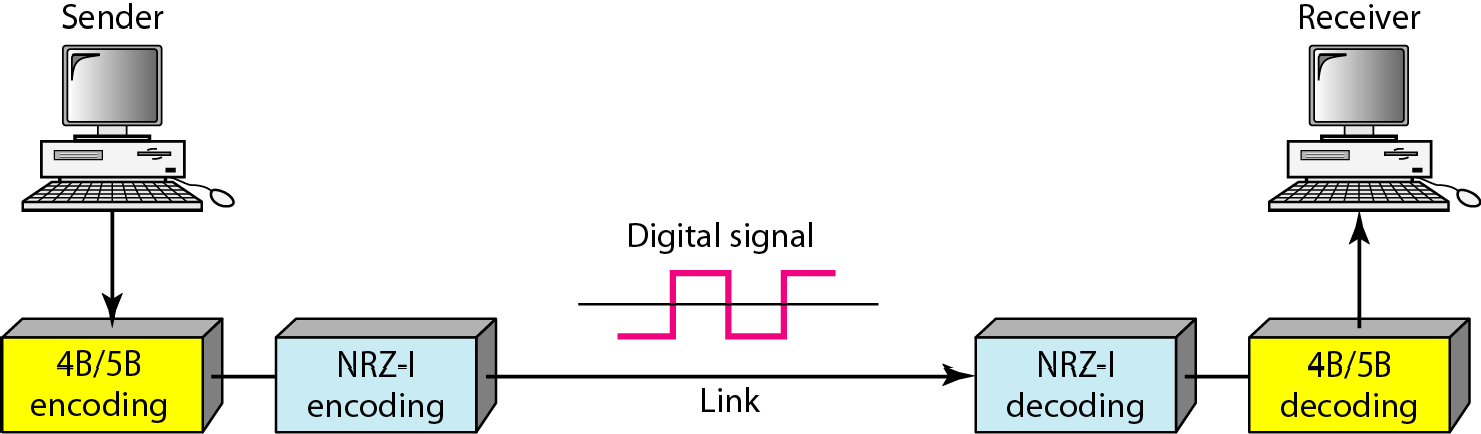 Sender
Receiver
Digital signal
4B/5B
encoding
NRZ-I
encoding
Link
NRZ-I
decoding
4B/5B
decoding